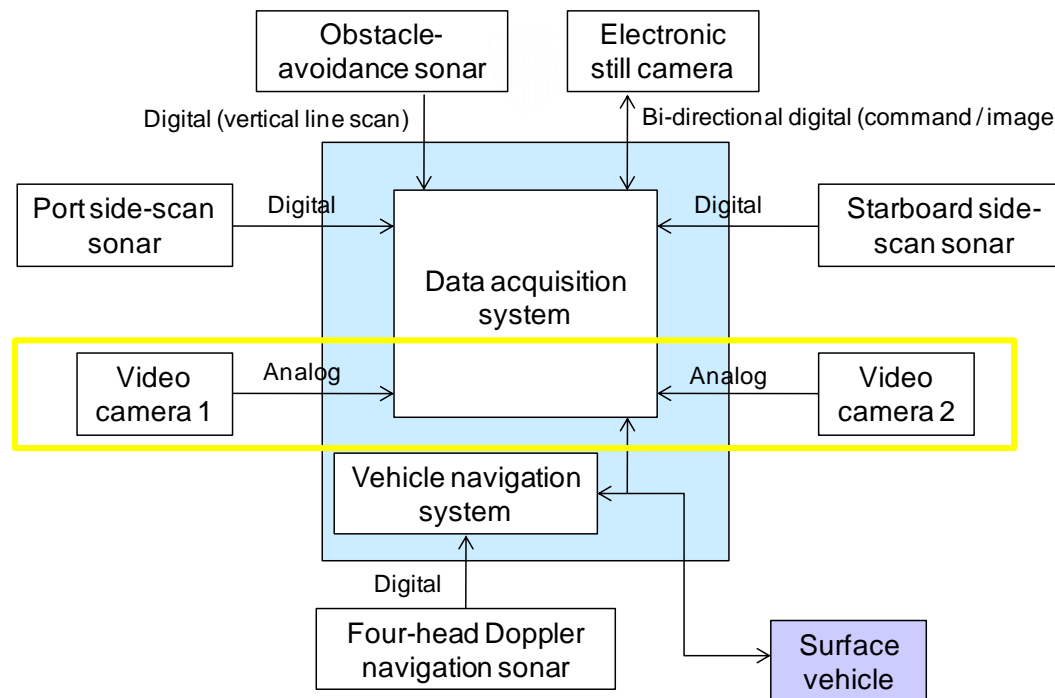 Obstacle-
avoidance sonar
Electronic
still camera
Digital (vertical line scan)
Bi-directional digital (command / image
Port side-scan
sonar
Digital
Digital
Starboard side-
scan sonar
Data acquisition
system
Video
camera 1
Analog
Analog
Video
camera 2
Vehicle navigation
system
Digital
Four-head Doppler
navigation sonar
Surface
vehicle